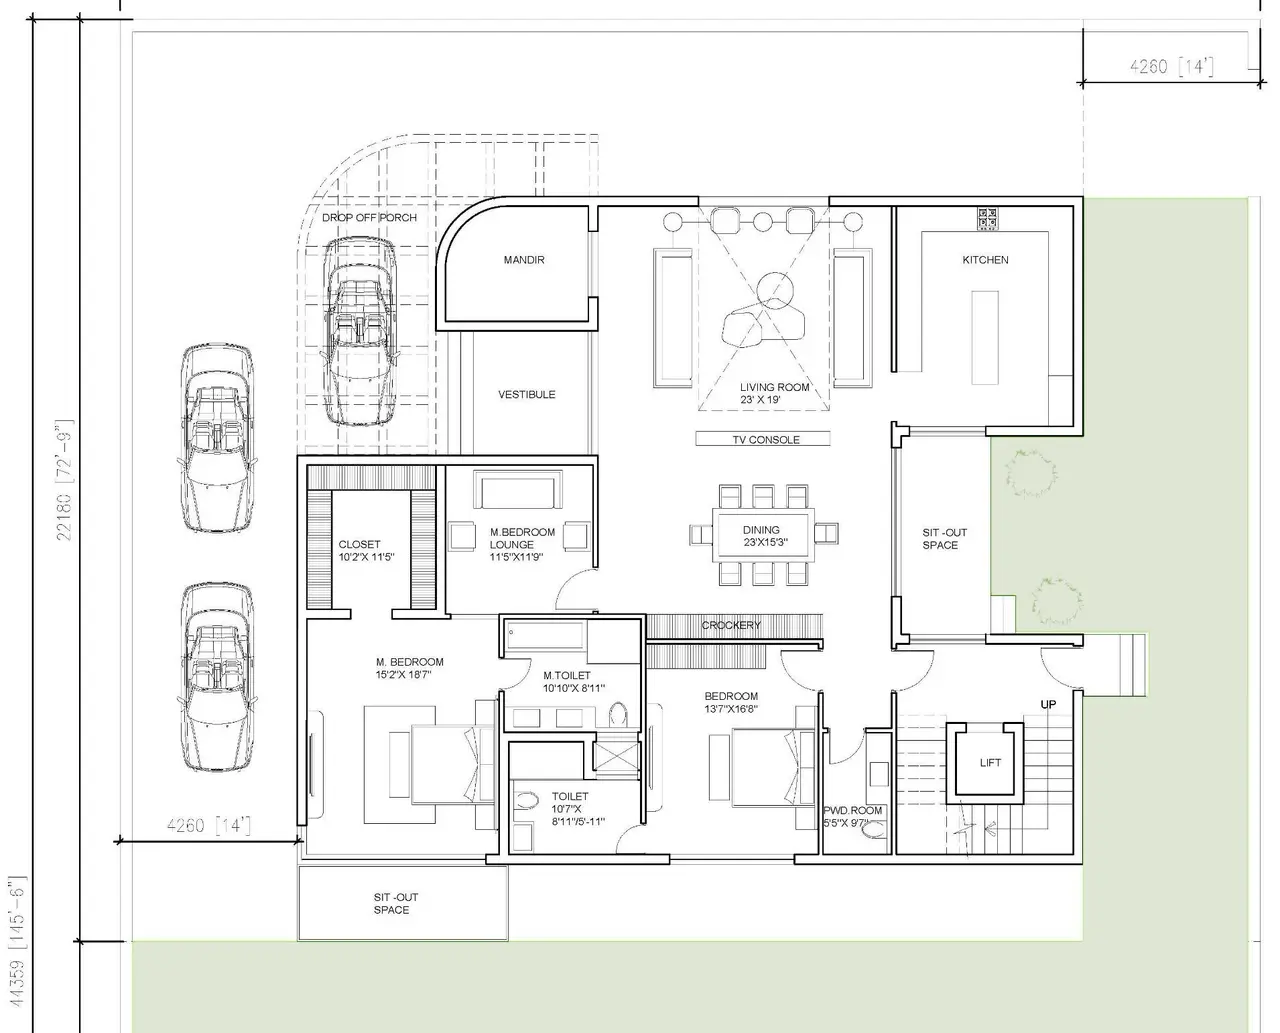 4260 [14']
DROP OFF PORCH
MANDIR
KITCHEN
VESTIBULE
LIVING ROOM
23' X 19'
TV CONSOLE
22180 [72'-9"]
M.BEDROOM
LOUNGE
11'5"X11'9"
CLOSET
10'2"X 11'5"
DINING
23'X15'3"
SIT -OUT
SPACE
CROCKERY
M. BEDROOM
15'2"X 18'7"
M.TOILET
10'10"X 8'11"
BEDROOM
13'7"X16'8"
UP
LIFT
TOILET
10'7"X
8'11"/5'-11"
PWD.ROOM
5'5"X 9'7"
4260 [14']
SIT -OUT
SPACE
44359 [145'-6"]